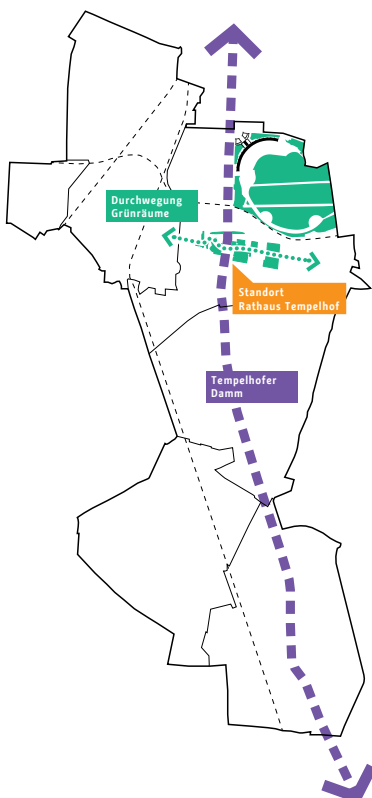 Durchwegung
Grünräume
Standort
Rathaus Tempelhof
Tempelhofer
Damm